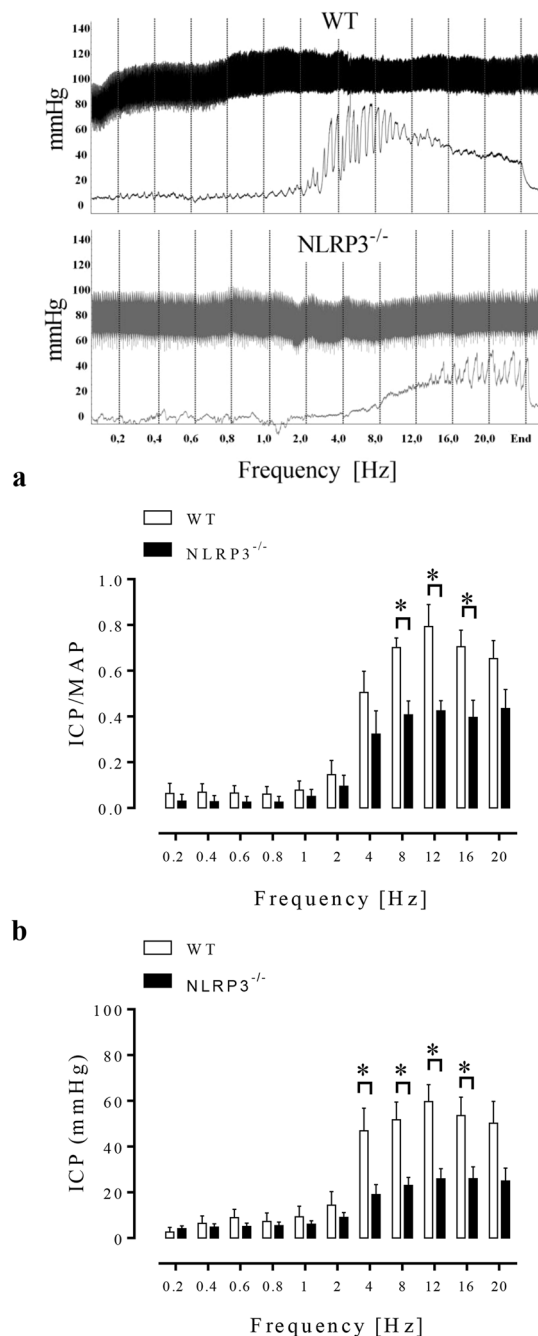 WT
140
120
100
80
60
40
20
0
mmHg
NLRP3-/-
140
120
100
80
60
40
20
0
mmHg
0,2 0,4 0,6 0,8 1,0 2,0 4,0 8,0 12,0 16,0 20,0 End
Frequency [Hz]
a
WT
NLRP3-/-
1.0
0.8
0.6
0.4
0.2
0.0
ICP/MAP
* * *
0.2 0.4 0.6 0.8 1 2 4 8 12 16 20
Frequency [Hz]
b
WT
NLRP3-/-
100
80
60
40
20
0
ICP (mmHg)
* * * *
0.2 0.4 0.6 0.8 1 2 4 8 12 16 20
Frequency [Hz]